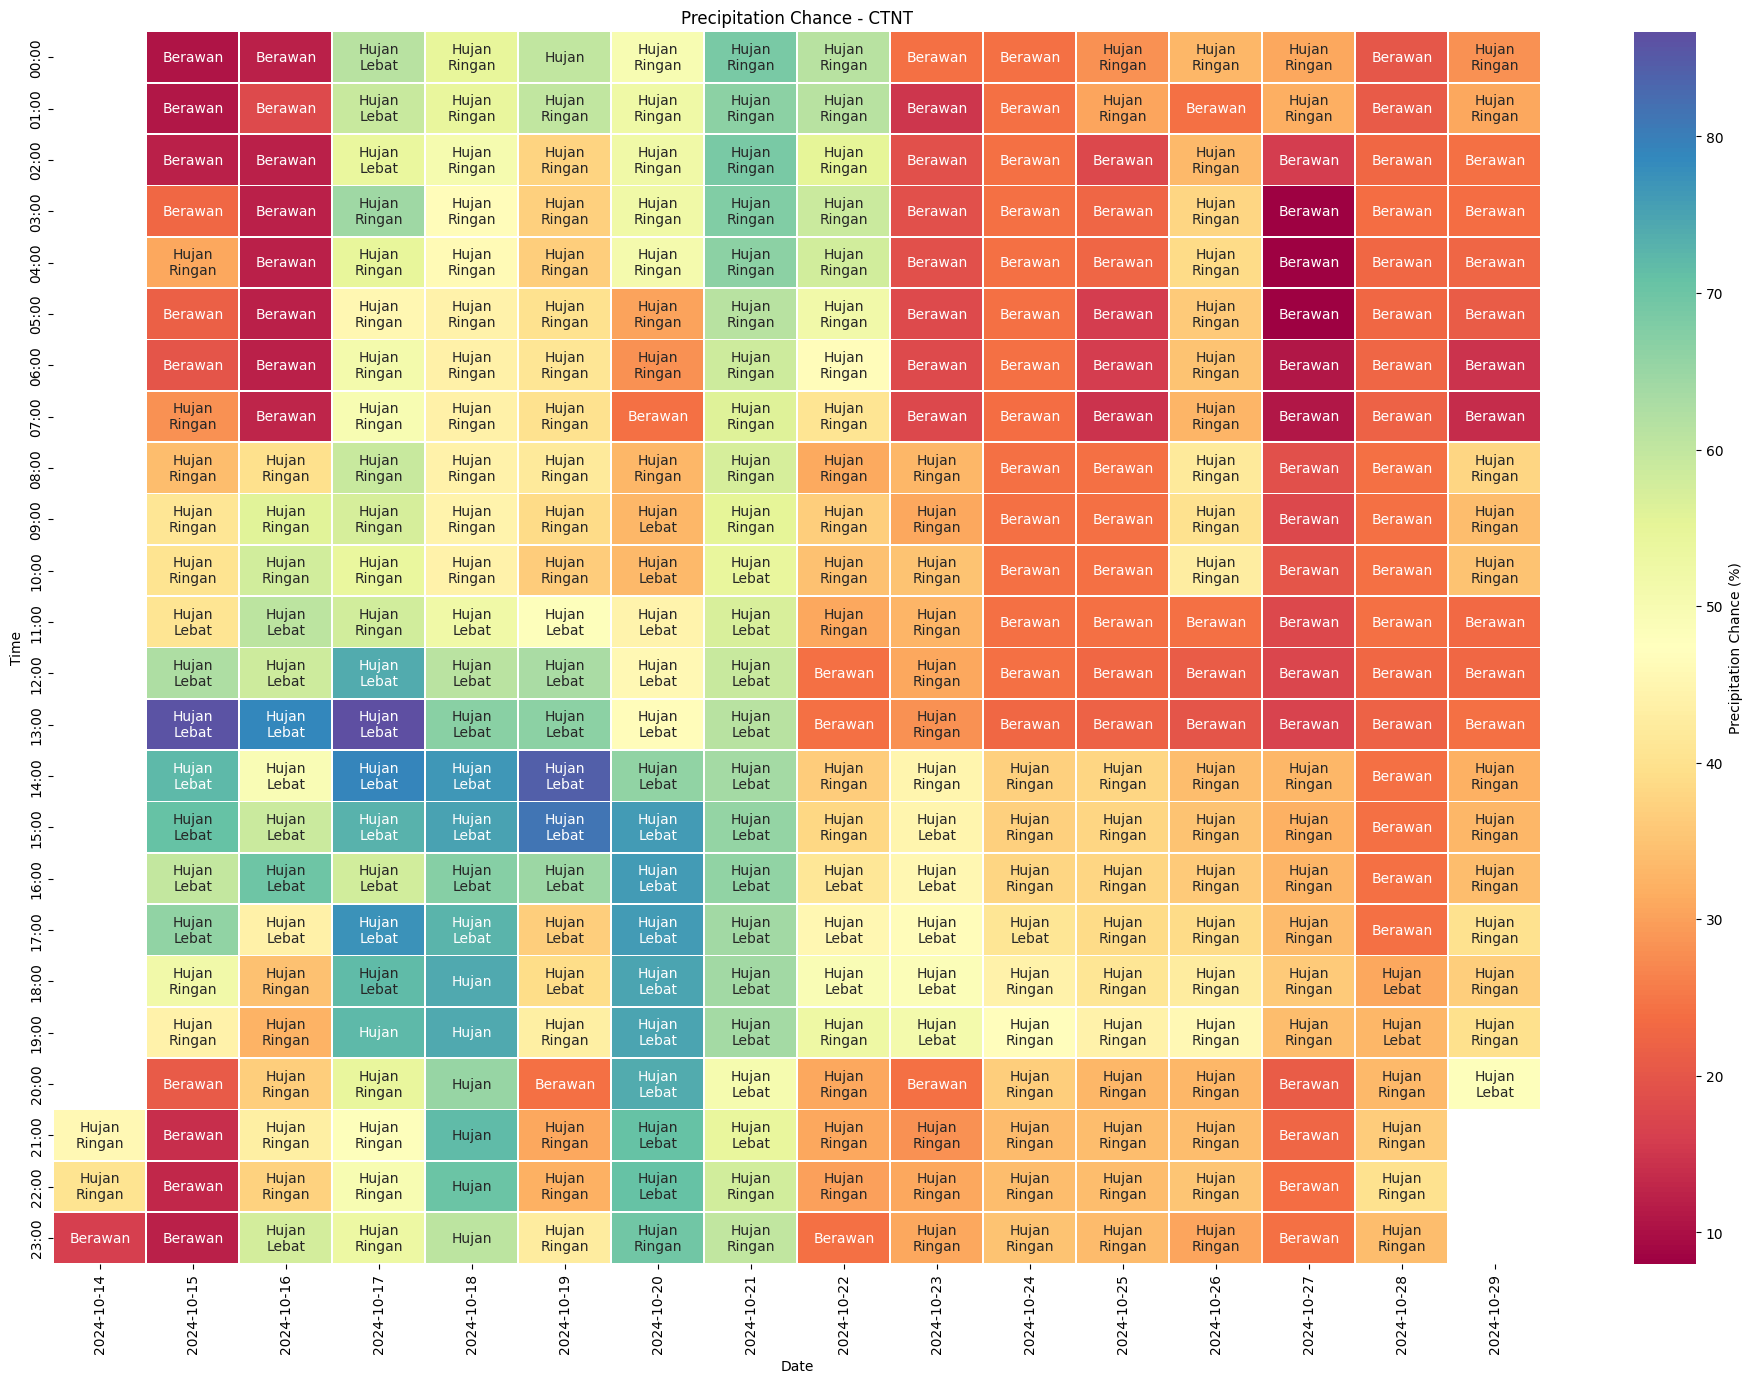 Precipitation Chance - CTNT
00:00 Berawan Berawan Hujan Lebat Hujan Ringan Hujan Hujan Ringan Hujan Ringan Hujan Ringan Berawan Berawan Hujan Ringan Hujan Ringan Hujan Ringan Berawan Hujan Ringan
01:00 Berawan Berawan Hujan Lebat Hujan Ringan Hujan Ringan Hujan Ringan Hujan Ringan Hujan Ringan Berawan Berawan Hujan Ringan Berawan Hujan Ringan Berawan Hujan Ringan
02:00 Berawan Berawan Hujan Lebat Hujan Ringan Hujan Ringan Hujan Ringan Hujan Ringan Hujan Ringan Berawan Berawan Berawan Hujan Ringan Berawan Berawan Berawan
03:00 Berawan Berawan Hujan Ringan Hujan Ringan Hujan Ringan Hujan Ringan Hujan Ringan Hujan Ringan Berawan Berawan Berawan Hujan Ringan Berawan Berawan Berawan
04:00 Hujan Ringan Berawan Hujan Ringan Hujan Ringan Hujan Ringan Hujan Ringan Hujan Ringan Hujan Ringan Berawan Berawan Berawan Hujan Ringan Berawan Berawan Berawan
05:00 Berawan Berawan Hujan Ringan Hujan Ringan Hujan Ringan Hujan Ringan Hujan Ringan Hujan Ringan Berawan Berawan Berawan Hujan Ringan Berawan Berawan Berawan
06:00 Berawan Berawan Hujan Ringan Hujan Ringan Hujan Ringan Hujan Ringan Hujan Ringan Hujan Ringan Berawan Berawan Berawan Hujan Ringan Berawan Berawan Berawan
07:00 Hujan Ringan Berawan Hujan Ringan Hujan Ringan Hujan Ringan Berawan Hujan Ringan Hujan Ringan Berawan Berawan Berawan Hujan Ringan Berawan Berawan Berawan
08:00 Hujan Ringan Hujan Ringan Hujan Ringan Hujan Ringan Hujan Ringan Hujan Ringan Hujan Ringan Hujan Ringan Hujan Ringan Berawan Berawan Hujan Ringan Berawan Berawan Hujan Ringan
09:00 Hujan Ringan Hujan Ringan Hujan Ringan Hujan Ringan Hujan Ringan Hujan Lebat Hujan Ringan Hujan Ringan Hujan Ringan Berawan Berawan Hujan Ringan Berawan Berawan Hujan Ringan
10:00 Hujan Ringan Hujan Ringan Hujan Ringan Hujan Ringan Hujan Ringan Hujan Lebat Hujan Lebat Hujan Ringan Hujan Ringan Berawan Berawan Hujan Ringan Berawan Berawan Hujan Ringan
11:00 Hujan Lebat Hujan Lebat Hujan Ringan Hujan Lebat Hujan Lebat Hujan Lebat Hujan Lebat Hujan Ringan Hujan Ringan Berawan Berawan Berawan Berawan Berawan Berawan
12:00 Hujan Lebat Hujan Lebat Hujan Lebat Hujan Lebat Hujan Lebat Hujan Lebat Hujan Lebat Berawan Hujan Ringan Berawan Berawan Berawan Berawan Berawan Berawan
13:00 Hujan Lebat Hujan Lebat Hujan Lebat Hujan Lebat Hujan Lebat Hujan Lebat Hujan Lebat Berawan Hujan Ringan Berawan Berawan Berawan Berawan Berawan Berawan
14:00 Hujan Lebat Hujan Lebat Hujan Lebat Hujan Lebat Hujan Lebat Hujan Lebat Hujan Lebat Hujan Ringan Hujan Ringan Hujan Ringan Hujan Ringan Hujan Ringan Hujan Ringan Berawan Hujan Ringan
15:00 Hujan Lebat Hujan Lebat Hujan Lebat Hujan Lebat Hujan Lebat Hujan Lebat Hujan Lebat Hujan Ringan Hujan Lebat Hujan Ringan Hujan Ringan Hujan Ringan Hujan Ringan Berawan Hujan Ringan
16:00 Hujan Lebat Hujan Lebat Hujan Lebat Hujan Lebat Hujan Lebat Hujan Lebat Hujan Lebat Hujan Lebat Hujan Lebat Hujan Ringan Hujan Ringan Hujan Ringan Hujan Ringan Berawan Hujan Ringan
17:00 Hujan Lebat Hujan Lebat Hujan Lebat Hujan Lebat Hujan Lebat Hujan Lebat Hujan Lebat Hujan Lebat Hujan Lebat Hujan Lebat Hujan Ringan Hujan Ringan Hujan Ringan Berawan Hujan Ringan
18:00 Hujan Ringan Hujan Ringan Hujan Lebat Hujan Hujan Lebat Hujan Lebat Hujan Lebat Hujan Lebat Hujan Lebat Hujan Ringan Hujan Ringan Hujan Ringan Hujan Ringan Hujan Lebat Hujan Ringan
19:00 Hujan Ringan Hujan Ringan Hujan Hujan Hujan Ringan Hujan Lebat Hujan Lebat Hujan Ringan Hujan Lebat Hujan Ringan Hujan Ringan Hujan Ringan Hujan Ringan Hujan Lebat Hujan Ringan
20:00 Berawan Hujan Ringan Hujan Ringan Hujan Berawan Hujan Lebat Hujan Lebat Hujan Ringan Berawan Hujan Ringan Hujan Ringan Hujan Ringan Berawan Hujan Ringan Hujan Lebat
21:00 Hujan Ringan Berawan Hujan Ringan Hujan Ringan Hujan Hujan Ringan Hujan Lebat Hujan Lebat Hujan Ringan Hujan Ringan Hujan Ringan Hujan Ringan Hujan Ringan Berawan Hujan Ringan
22:00 Hujan Ringan Berawan Hujan Ringan Hujan Ringan Hujan Hujan Ringan Hujan Lebat Hujan Ringan Hujan Ringan Hujan Ringan Hujan Ringan Hujan Ringan Hujan Ringan Berawan Hujan Ringan
23:00 Berawan Berawan Hujan Lebat Hujan Ringan Hujan Hujan Ringan Hujan Ringan Hujan Ringan Berawan Hujan Ringan Hujan Ringan Hujan Ringan Hujan Ringan Berawan Hujan Ringan
Time
2024-10-14 2024-10-15 2024-10-16 2024-10-17 2024-10-18 2024-10-19 2024-10-20 2024-10-21 2024-10-22 2024-10-23 2024-10-24 2024-10-25 2024-10-26 2024-10-27 2024-10-28 2024-10-29
Date
80
70
60
50
40
30
20
10
Precipitation Chance (%)